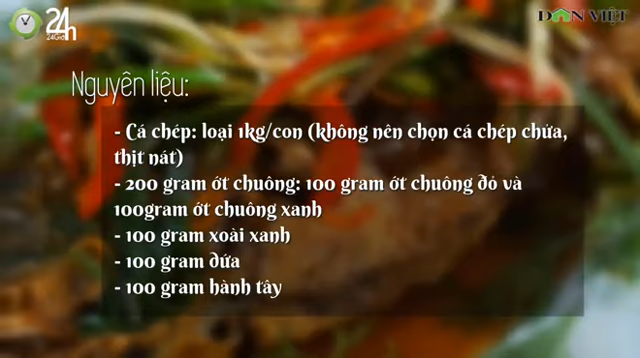 24h
24Giờ
DÂN VIỆT
Nguyên liệu:
- Cá chép: loại 1kg/con (không nên chọn cá chép chửa,
thịt nát)
- 200 gram ớt chuông: 100 gram ớt chuông đỏ và
100gram ớt chuông xanh
- 100 gram xoài xanh
- 100 gram dứa
- 100 gram hành tây